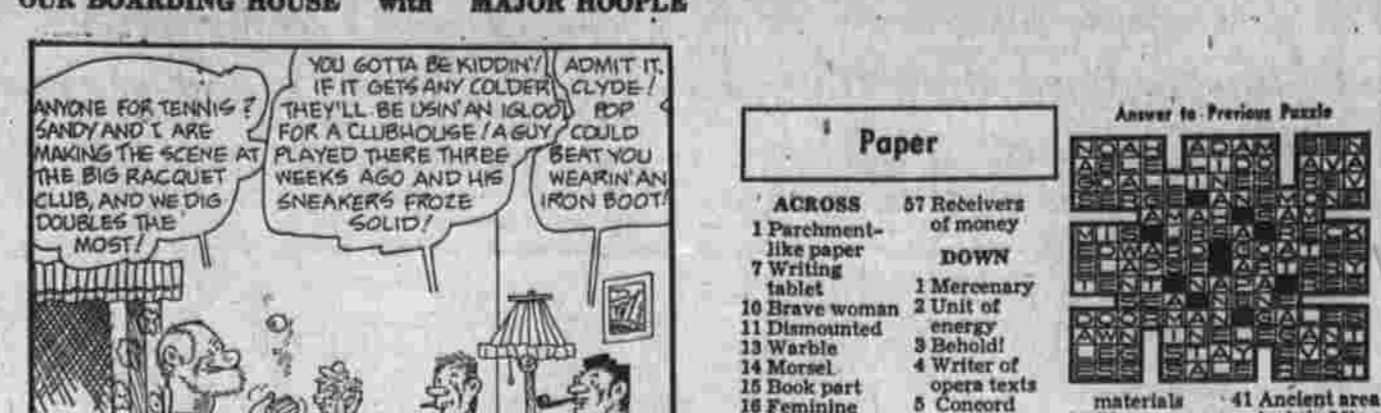 OUR BOARDING HOUSE with MAJOR HOOPLE
ANYONE FOR TENNIS?
SANDY AND I ARE
MAKING THE SCENE AT
THE BIG RACQUET
CLUB, AND WE DIG
DOUBLES THE
MOST!
YOU GOTTA BE KIDDIN'!
IF IT GETS ANY COLDER
THEY'LL BE USIN' AN IGLOO
FOR A CLUBHOUSE! A GUY
PLAYED THERE THREE
WEEKS AGO AND HIS
SNEAKERS FROZE
SOLID!
ADMIT IT,
CLYDE!
POP
COULD
BEAT YOU
WEARIN' AN
IRON BOOT!
Paper
ACROSS
1 Parchment-
like paper
7 Writing
tablet
10 Brave woman
11 Dismounted
13 Warble
14 Morsel
15 Book part
16 Feminine
57 Receivers
of money
DOWN
1 Mercenary
2 Unit of
energy
3 Behold!
4 Writer of
opera texts
5 Concord
Answer to Previous Puzzle
materials
41 Ancient area